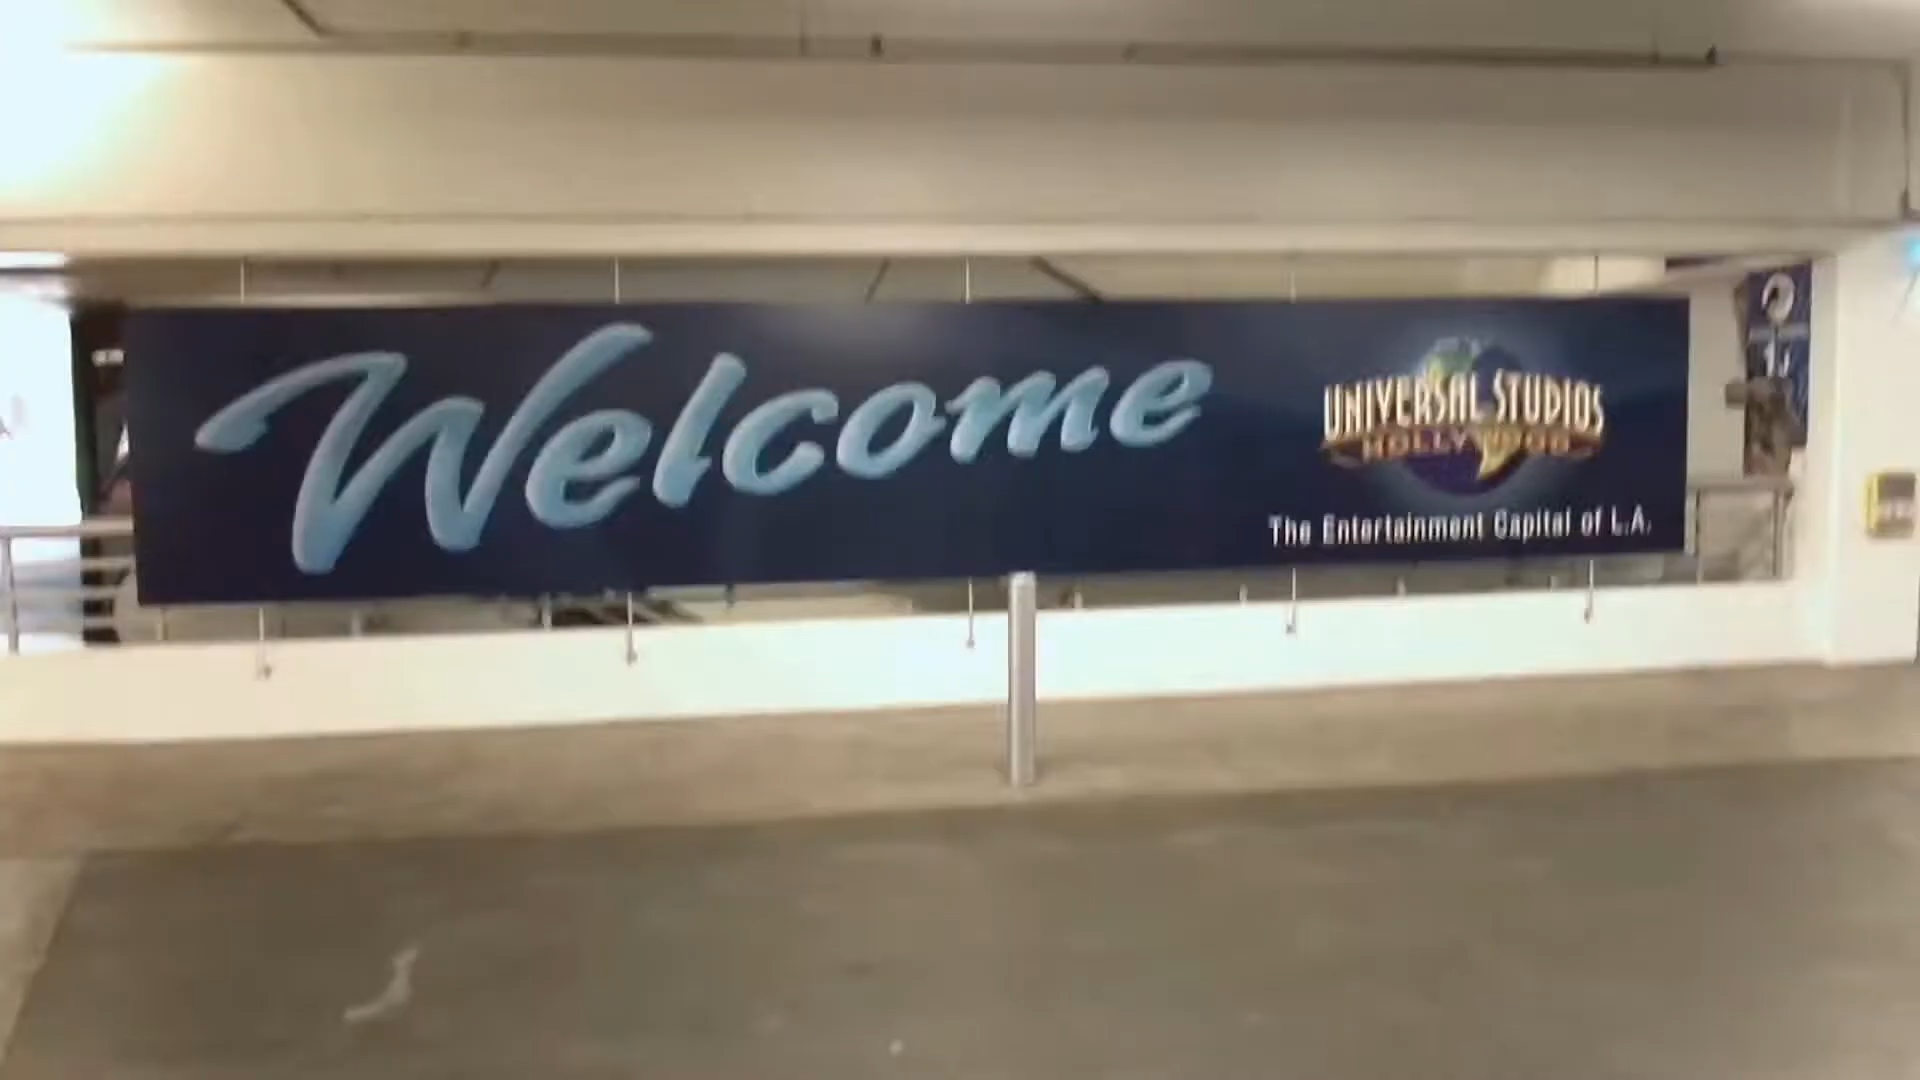 Welcome
UNIVERSAL STUDIOS
HOLLYWOOD
The Entertainment Capital of L.A.